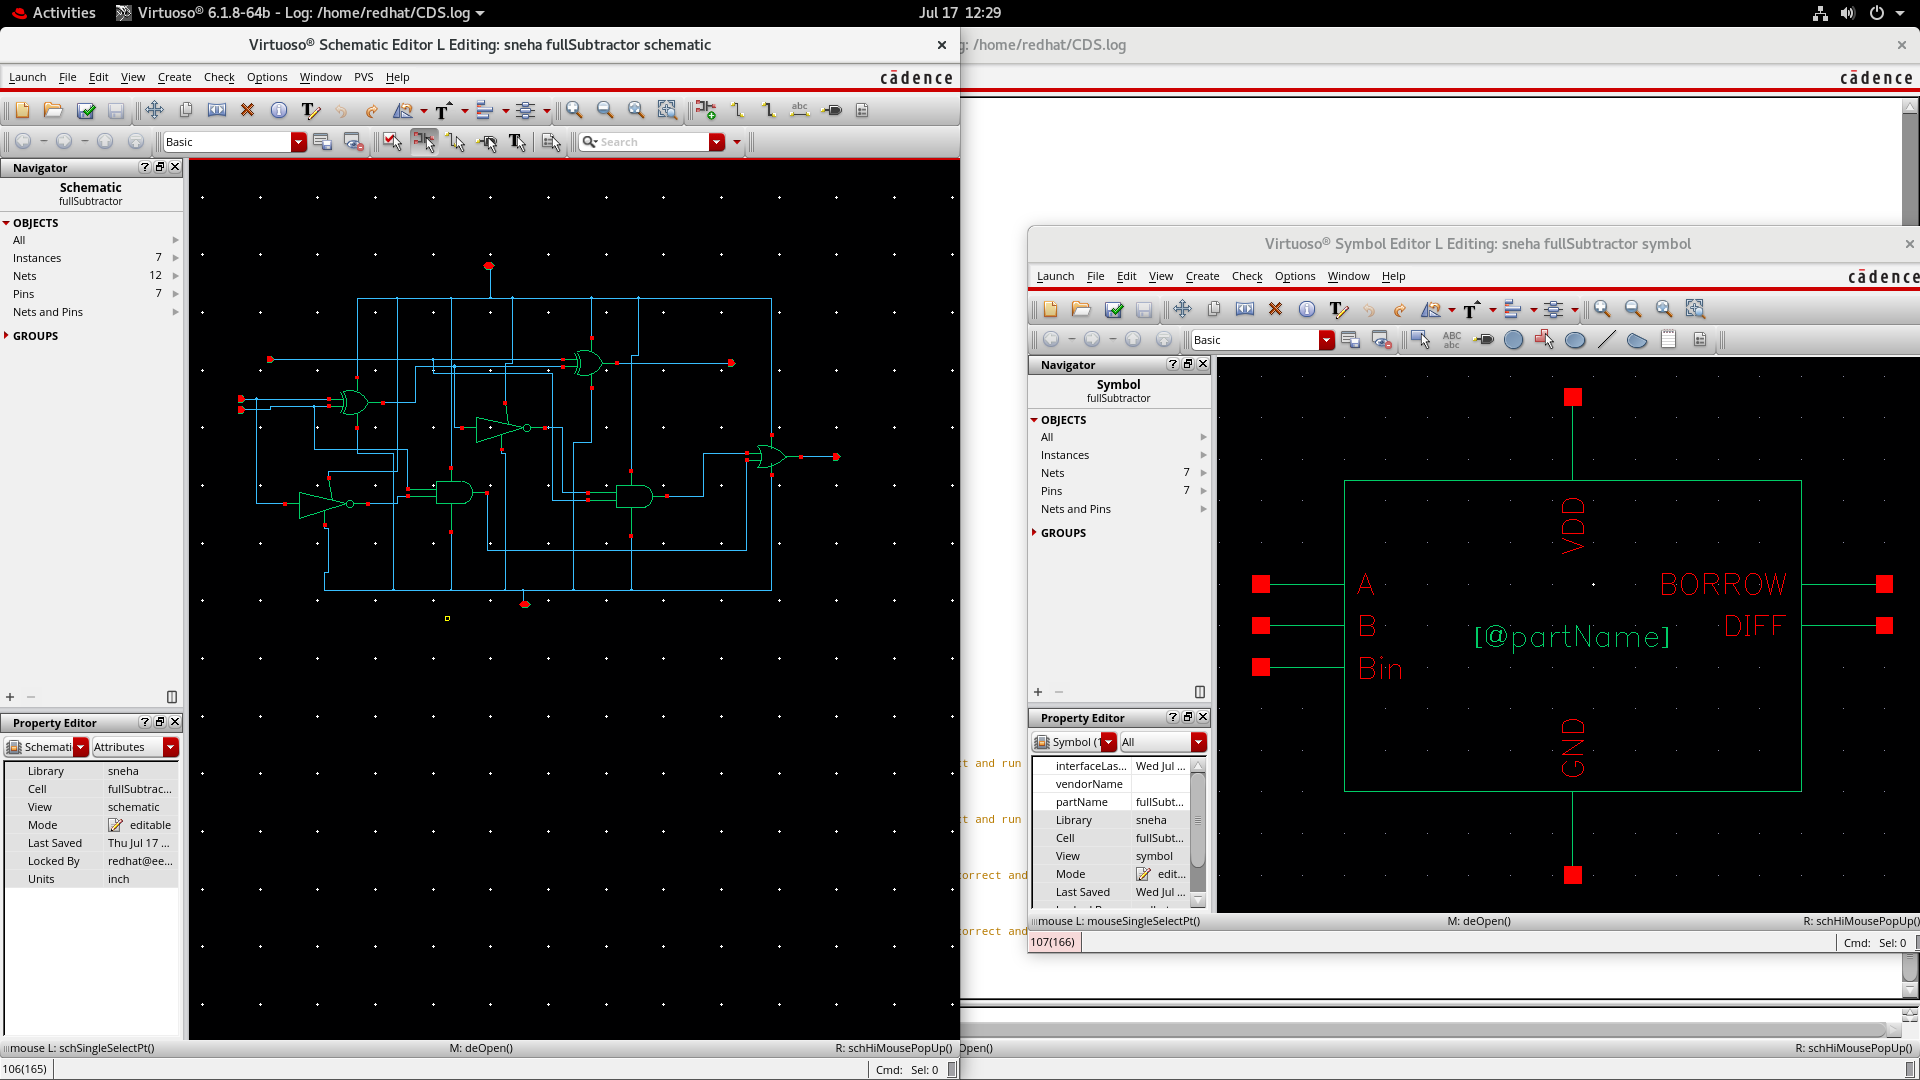 Activities
Virtuoso® 6.1.8-64b - Log: /home/redhat/CDS.log
Jul 17 12:29
Virtuoso® Schematic Editor L Editing: sneha fullSubtractor schematic
g: /home/redhat/CDS.log
Launch File Edit View Create Check Options Window PVS Help
cādence
cādence
Basic
Search
Navigator
Schematic
fullSubtractor
OBJECTS
All
Instances 7
Nets 12
Pins 7
Nets and Pins
GROUPS
Property Editor
Schemati Attributes
Library sneha
Cell fullSubtrac...
View schematic
Mode editable
Last Saved Thu Jul 17 ...
Locked By redhat@ee...
Units inch
mouse L: schSingleSelectPt()
M: deOpen()
R: schHiMousePopUp()
106(165)
Cmd: Sel: 0
Virtuoso® Symbol Editor L Editing: sneha fullSubtractor symbol
Launch File Edit View Create Check Options Window Help
cādence
Basic
abc
ABC
abc
Navigator
Symbol
fullSubtractor
OBJECTS
All
Instances
Nets 7
Pins 7
Nets and Pins
GROUPS
Property Editor
Symbol (1 All
interfaceLas... Wed Jul ...
vendorName
partName fullSubt...
Library sneha
Cell fullSubt...
View symbol
Mode edit...
Last Saved Wed Jul ...
VDD
A
B
Bin
BORROW
DIFF
[@partName]
GND
mouse L: mouseSingleSelectPt()
M: deOpen()
R: schHiMousePopUp()
107(166)
Cmd: Sel: 0
ct and run
ct and run
orrect and
orrect and
Open()
R: schHiMousePopUp()